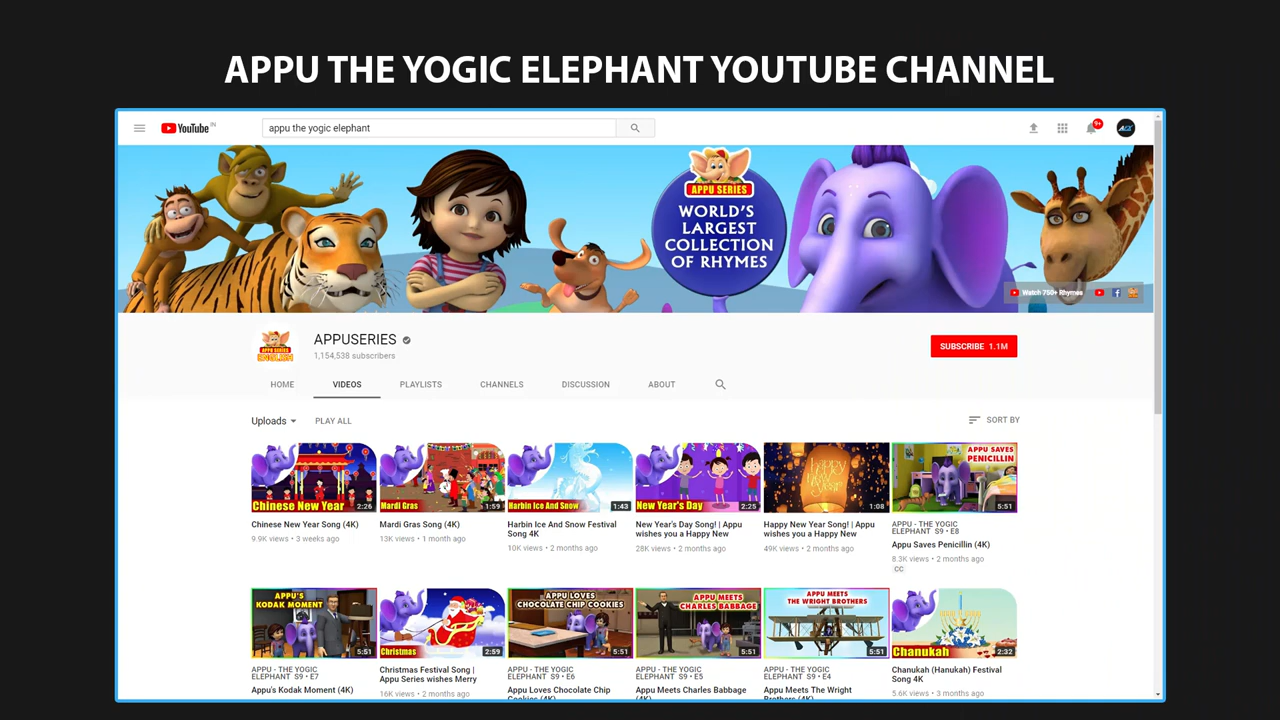 APPU THE YOGIC ELEPHANT YOUTUBE CHANNEL
YouTube IN
appu the yogic elephant
9+
APPU SERIES
WORLD'S
LARGEST
COLLECTION
OF RHYMES
Watch 750+ Rhymes
APPU SERIES
APPUSERIES
1,154,538 subscribers
SUBSCRIBE 1.1M
HOME VIDEOS PLAYLISTS CHANNELS DISCUSSION ABOUT
Uploads PLAY ALL SORT BY
Chinese New Year 2:26
Mardi Gras 1:59
Harbin Ice And Snow 1:43
New Year's Day 2:25
Happy New Year 1:08
APPU SAVES
PENICILLIN
5:51
Chinese New Year Song (4K)
9.9K views • 3 weeks ago
Mardi Gras Song (4K)
13K views • 1 month ago
Harbin Ice And Snow Festival
Song 4K
10K views • 2 months ago
New Year's Day Song! | Appu
wishes you a Happy New
28K views • 2 months ago
Happy New Year Song! | Appu
wishes you a Happy New
49K views • 2 months ago
APPU - THE YOGIC
ELEPHANT S9 • E8
Appu Saves Penicillin (4K)
8.3K views • 2 months ago
CC
APPU'S
KODAK MOMENT
5:51
Christmas 2:59
APPU LOVES
CHOCOLATE CHIP COOKIES
5:51
APPU MEETS
CHARLES BABBAGE
5:51
APPU MEETS
THE WRIGHT BROTHERS
5:51
Chanukah 2:32
APPU - THE YOGIC
ELEPHANT S9 • E7
Appu's Kodak Moment (4K)
Christmas Festival Song |
Appu Series wishes Merry
16K views • 2 months ago
APPU - THE YOGIC
ELEPHANT S9 • E6
Appu Loves Chocolate Chip
Cookies (4K)
APPU - THE YOGIC
ELEPHANT S9 • E5
Appu Meets Charles Babbage
(4K)
APPU - THE YOGIC
ELEPHANT S9 • E4
Appu Meets The Wright
Brothers (4K)
Chanukah (Hanukah) Festival
Song 4K
5.6K views • 3 months ago